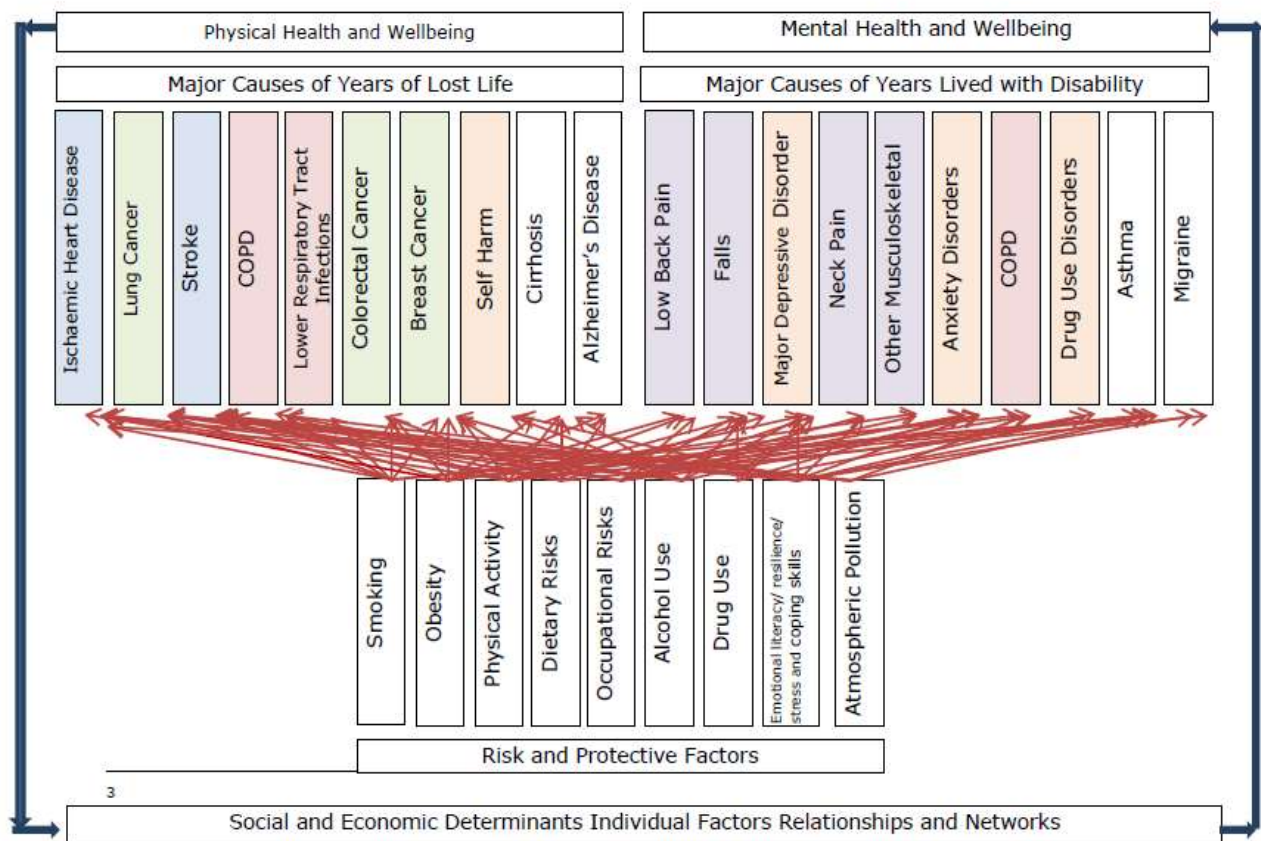 Physical Health and Wellbeing
Mental Health and Wellbeing
Major Causes of Years of Lost Life
Major Causes of Years Lived with Disability
Ischaemic Heart Disease
Lung Cancer
Stroke
COPD
Lower Respiratory Tract
Infections
Colorectal Cancer
Breast Cancer
Self Harm
Cirrhosis
Alzheimer's Disease
Low Back Pain
Falls
Major Depressive Disorder
Neck Pain
Other Musculoskeletal
Anxiety Disorders
COPD
Drug Use Disorders
Asthma
Migraine
Smoking
Obesity
Physical Activity
Dietary Risks
Occupational Risks
Alcohol Use
Drug Use
Emotional literacy/ resilience/
stress and coping skills
Atmospheric Pollution
Risk and Protective Factors
3
Social and Economic Determinants Individual Factors Relationships and Networks